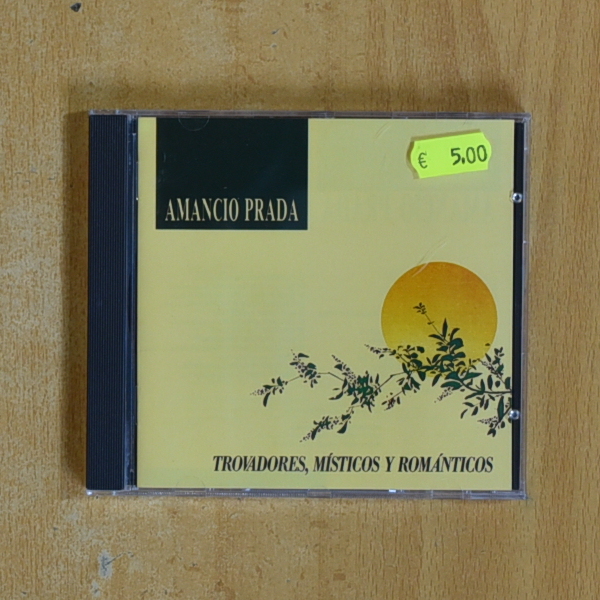 € 5.00
AMANCIO PRADA
TROVADORES, MÍSTICOS Y ROMÁNTICOS